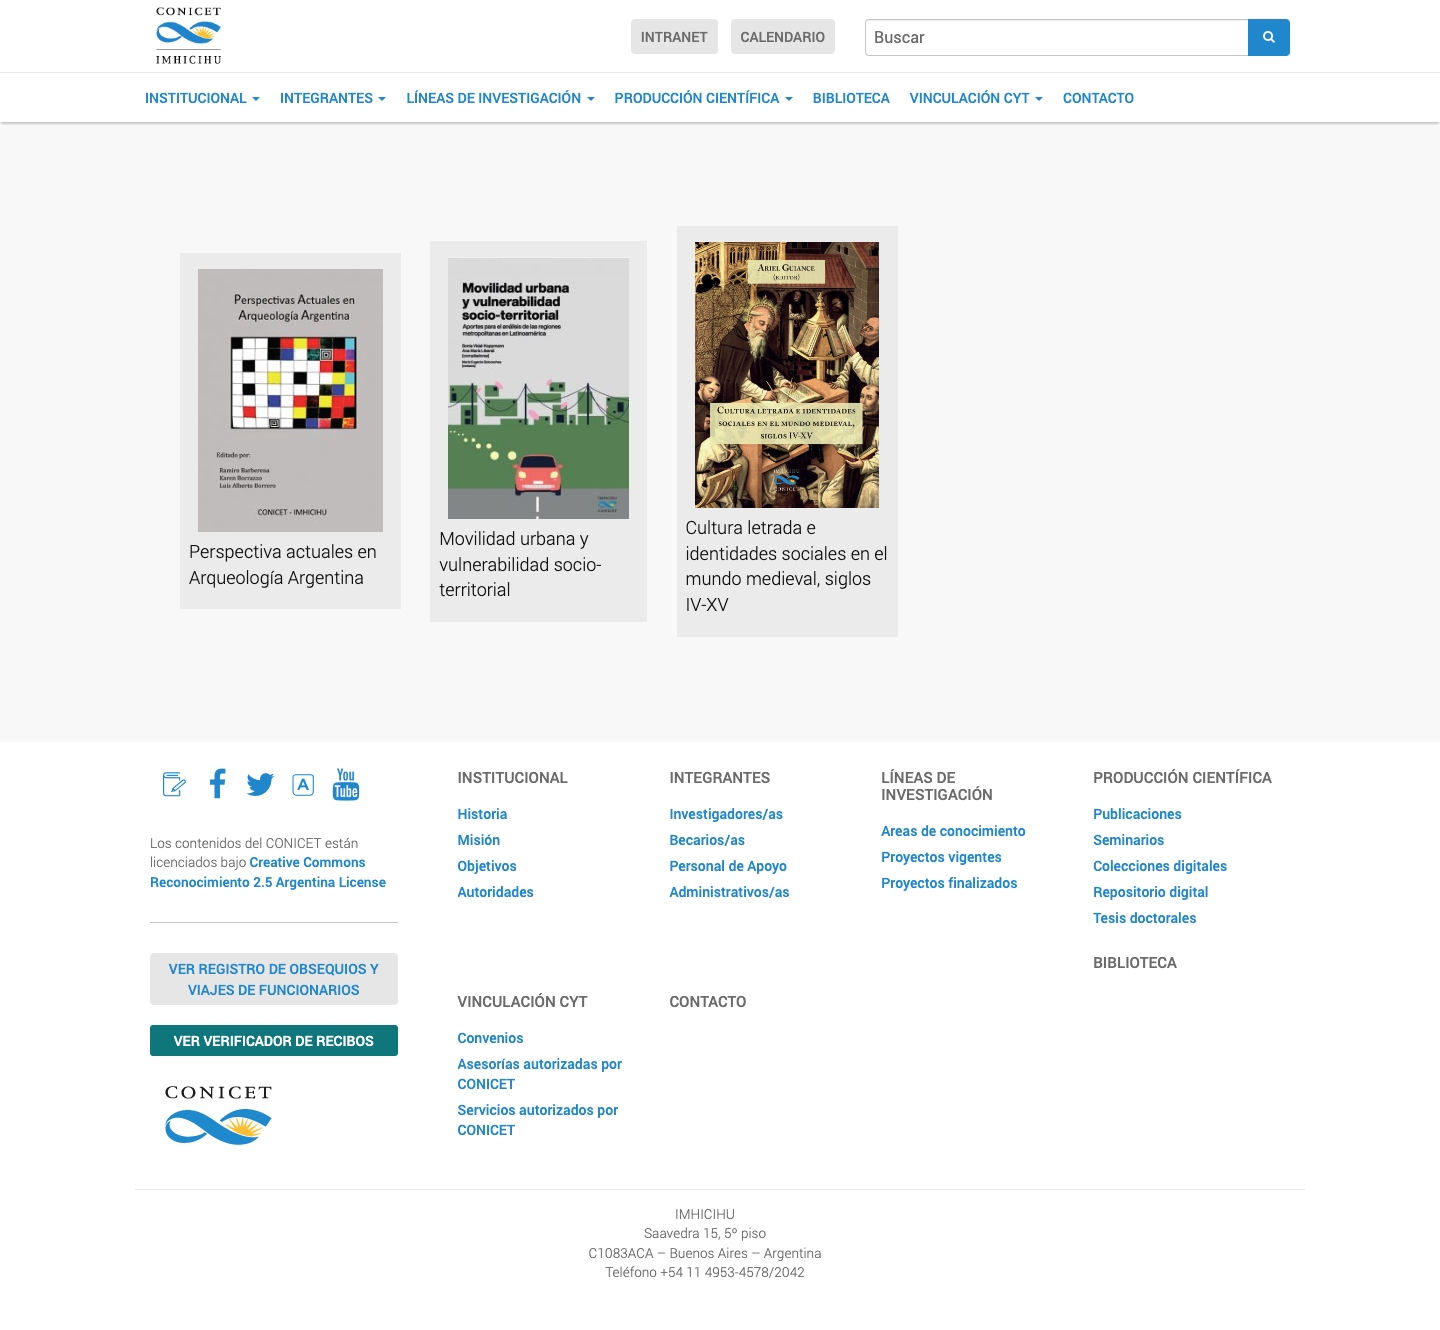 CONICET
IMHICIHU
INTRANET
CALENDARIO
Buscar
INSTITUCIONAL
INTEGRANTES
LÍNEAS DE INVESTIGACIÓN
PRODUCCIÓN CIENTÍFICA
BIBLIOTECA
VINCULACIÓN CYT
CONTACTO
Perspectivas Actuales en
Arqueología Argentina
Editado por:
Ramiro Barberena
Karen Borrazzo
Luis Alberto Borrero
CONICET - IMHICIHU
Perspectiva actuales en
Arqueología Argentina
Movilidad urbana
y vulnerabilidad
socio-territorial
Aportes para el análisis de las regiones
metropolitanas en Latinoamérica
Sonia Vidal-Koppmann
Ana María Liberali
Movilidad urbana y
vulnerabilidad socio-
territorial
ARIEL GUIANCE
(EDITOR)
CULTURA LETRADA E IDENTIDADES
SOCIALES EN EL MUNDO MEDIEVAL,
SIGLOS IV-XV
CONICET
Cultura letrada e
identidades sociales en el
mundo medieval, siglos
IV-XV
A
You
Tube
Los contenidos del CONICET están
licenciados bajo Creative Commons
Reconocimiento 2.5 Argentina License
VER REGISTRO DE OBSEQUIOS Y
VIAJES DE FUNCIONARIOS
VER VERIFICADOR DE RECIBOS
CONICET
INSTITUCIONAL
Historia
Misión
Objetivos
Autoridades
INTEGRANTES
Investigadores/as
Becarios/as
Personal de Apoyo
Administrativos/as
LÍNEAS DE
INVESTIGACIÓN
Areas de conocimiento
Proyectos vigentes
Proyectos finalizados
PRODUCCIÓN CIENTÍFICA
Publicaciones
Seminarios
Colecciones digitales
Repositorio digital
Tesis doctorales
BIBLIOTECA
VINCULACIÓN CYT
Convenios
Asesorías autorizadas por
CONICET
Servicios autorizados por
CONICET
CONTACTO
IMHICIHU
Saavedra 15, 5º piso
C1083ACA – Buenos Aires – Argentina
Teléfono +54 11 4953-4578/2042